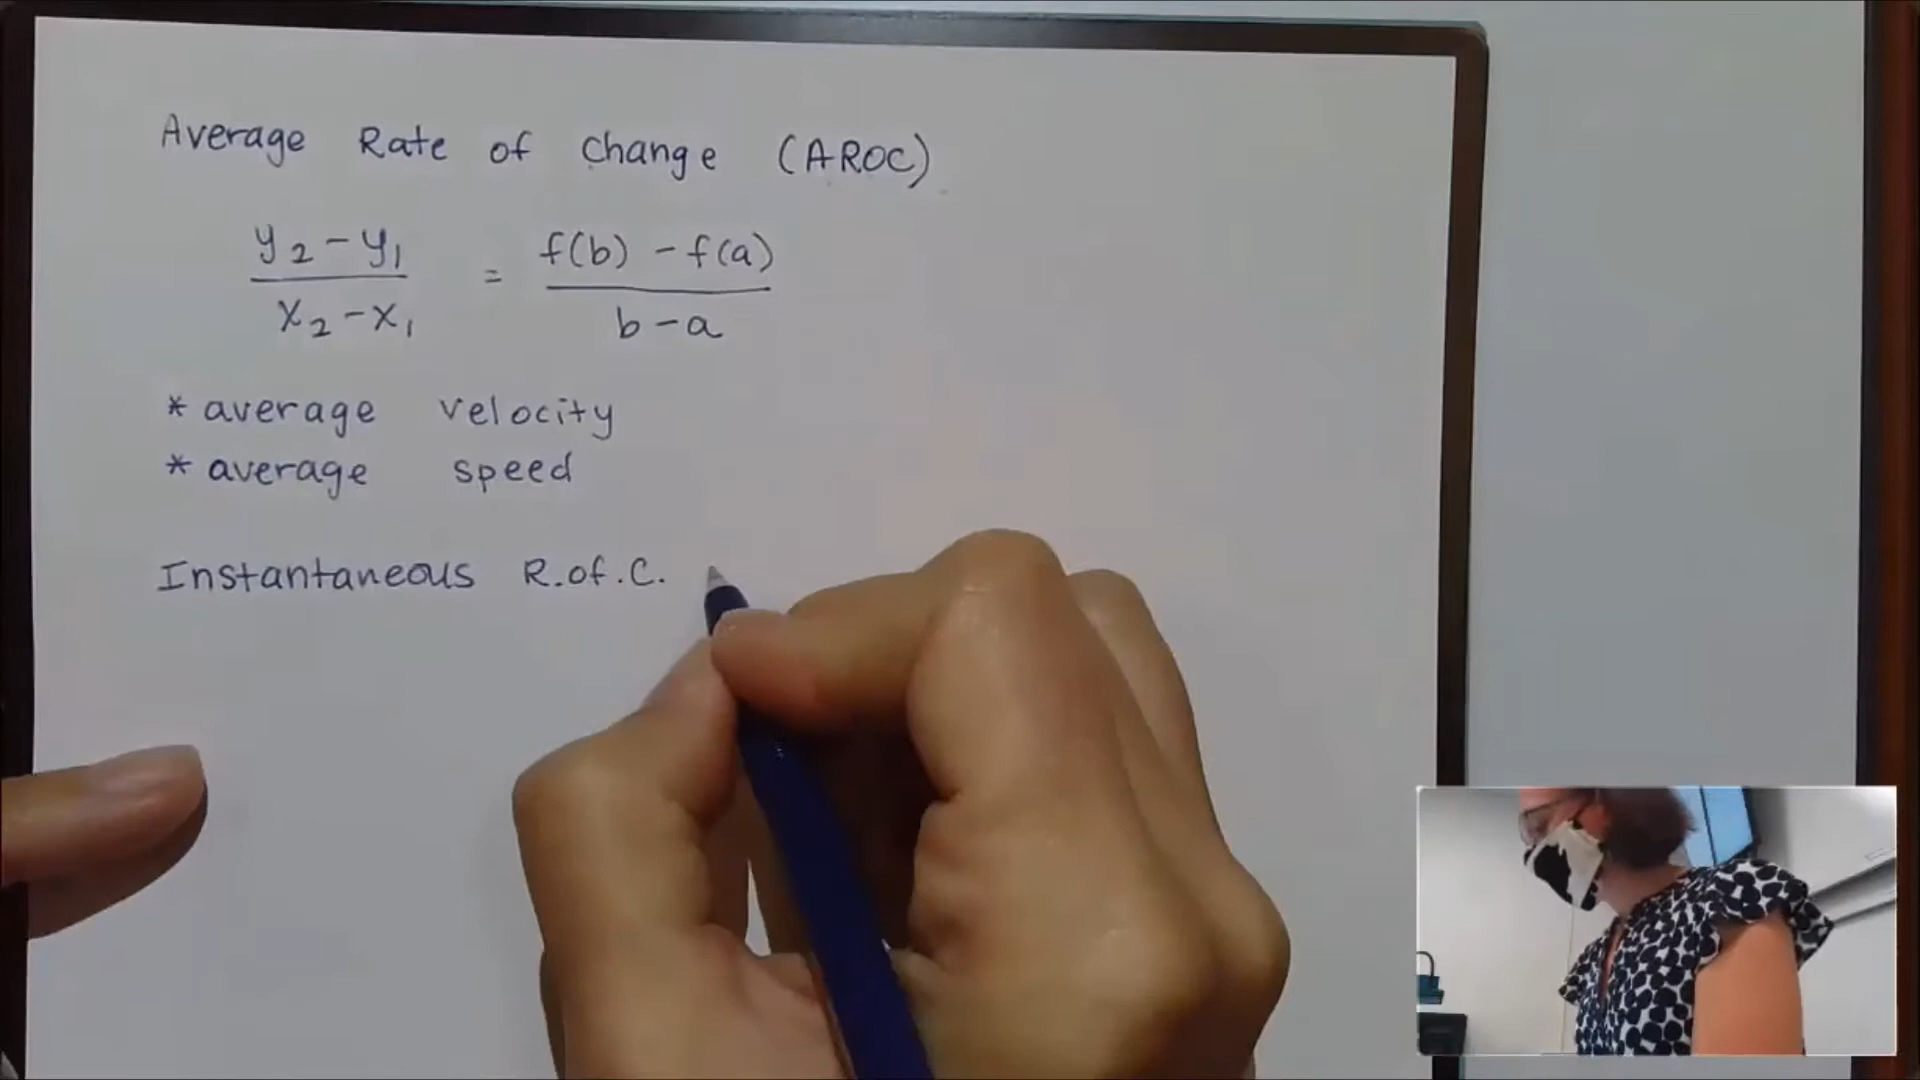 Average Rate of Change (AROC)
y₂-y₁ / x₂-x₁ = f(b) - f(a) / b-a
* average velocity
* average speed
Instantaneous R.of.C.